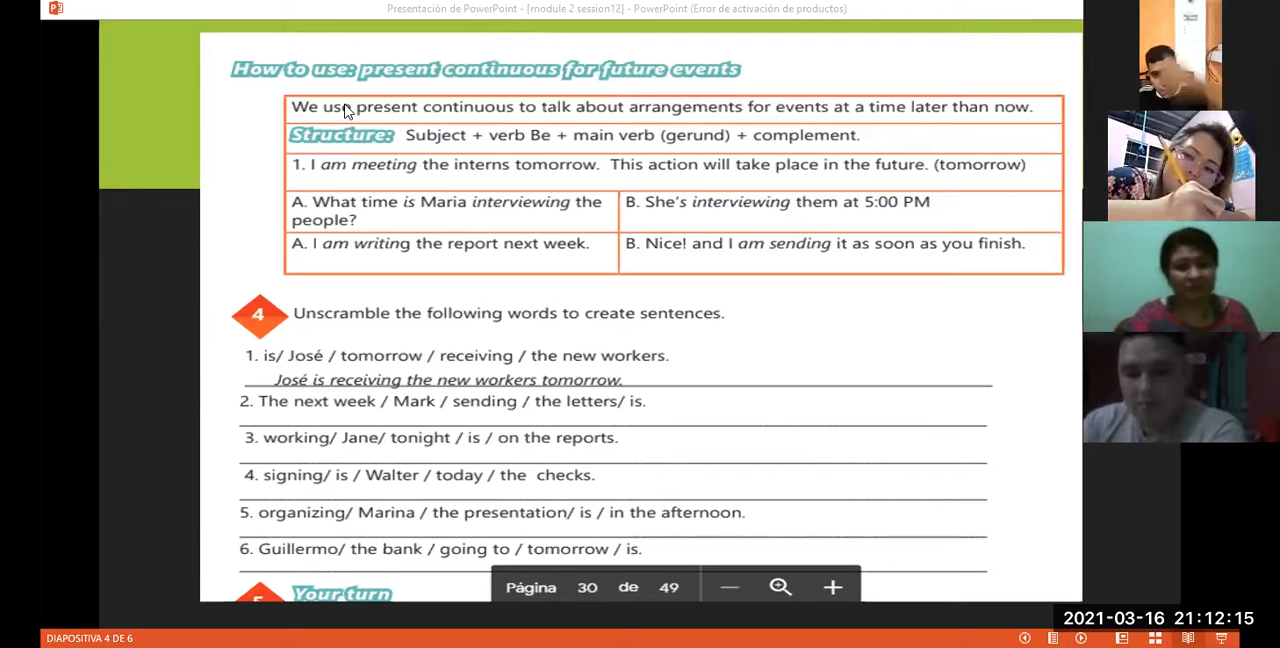 Presentación de PowerPoint - [module 2 session12] - PowerPoint (Error de activación de productos)
How to use: present continuous for future events
We use present continuous to talk about arrangements for events at a time later than now.
Structure: Subject + verb Be + main verb (gerund) + complement.
1. I am meeting the interns tomorrow. This action will take place in the future. (tomorrow)
A. What time is Maria interviewing the
people?
B. She's interviewing them at 5:00 PM
A. I am writing the report next week.
B. Nice! and I am sending it as soon as you finish.
4 Unscramble the following words to create sentences.
1. is/ José / tomorrow / receiving / the new workers.
José is receiving the new workers tomorrow.
2. The next week / Mark / sending / the letters/ is.
3. working/ Jane/ tonight / is / on the reports.
4. signing/ is / Walter / today / the checks.
5. organizing/ Marina / the presentation/ is / in the afternoon.
6. Guillermo/ the bank / going to / tomorrow / is.
5 Your turn
Página 30 de 49
2021-03-16 21:12:15
DIAPOSITIVA 4 DE 6